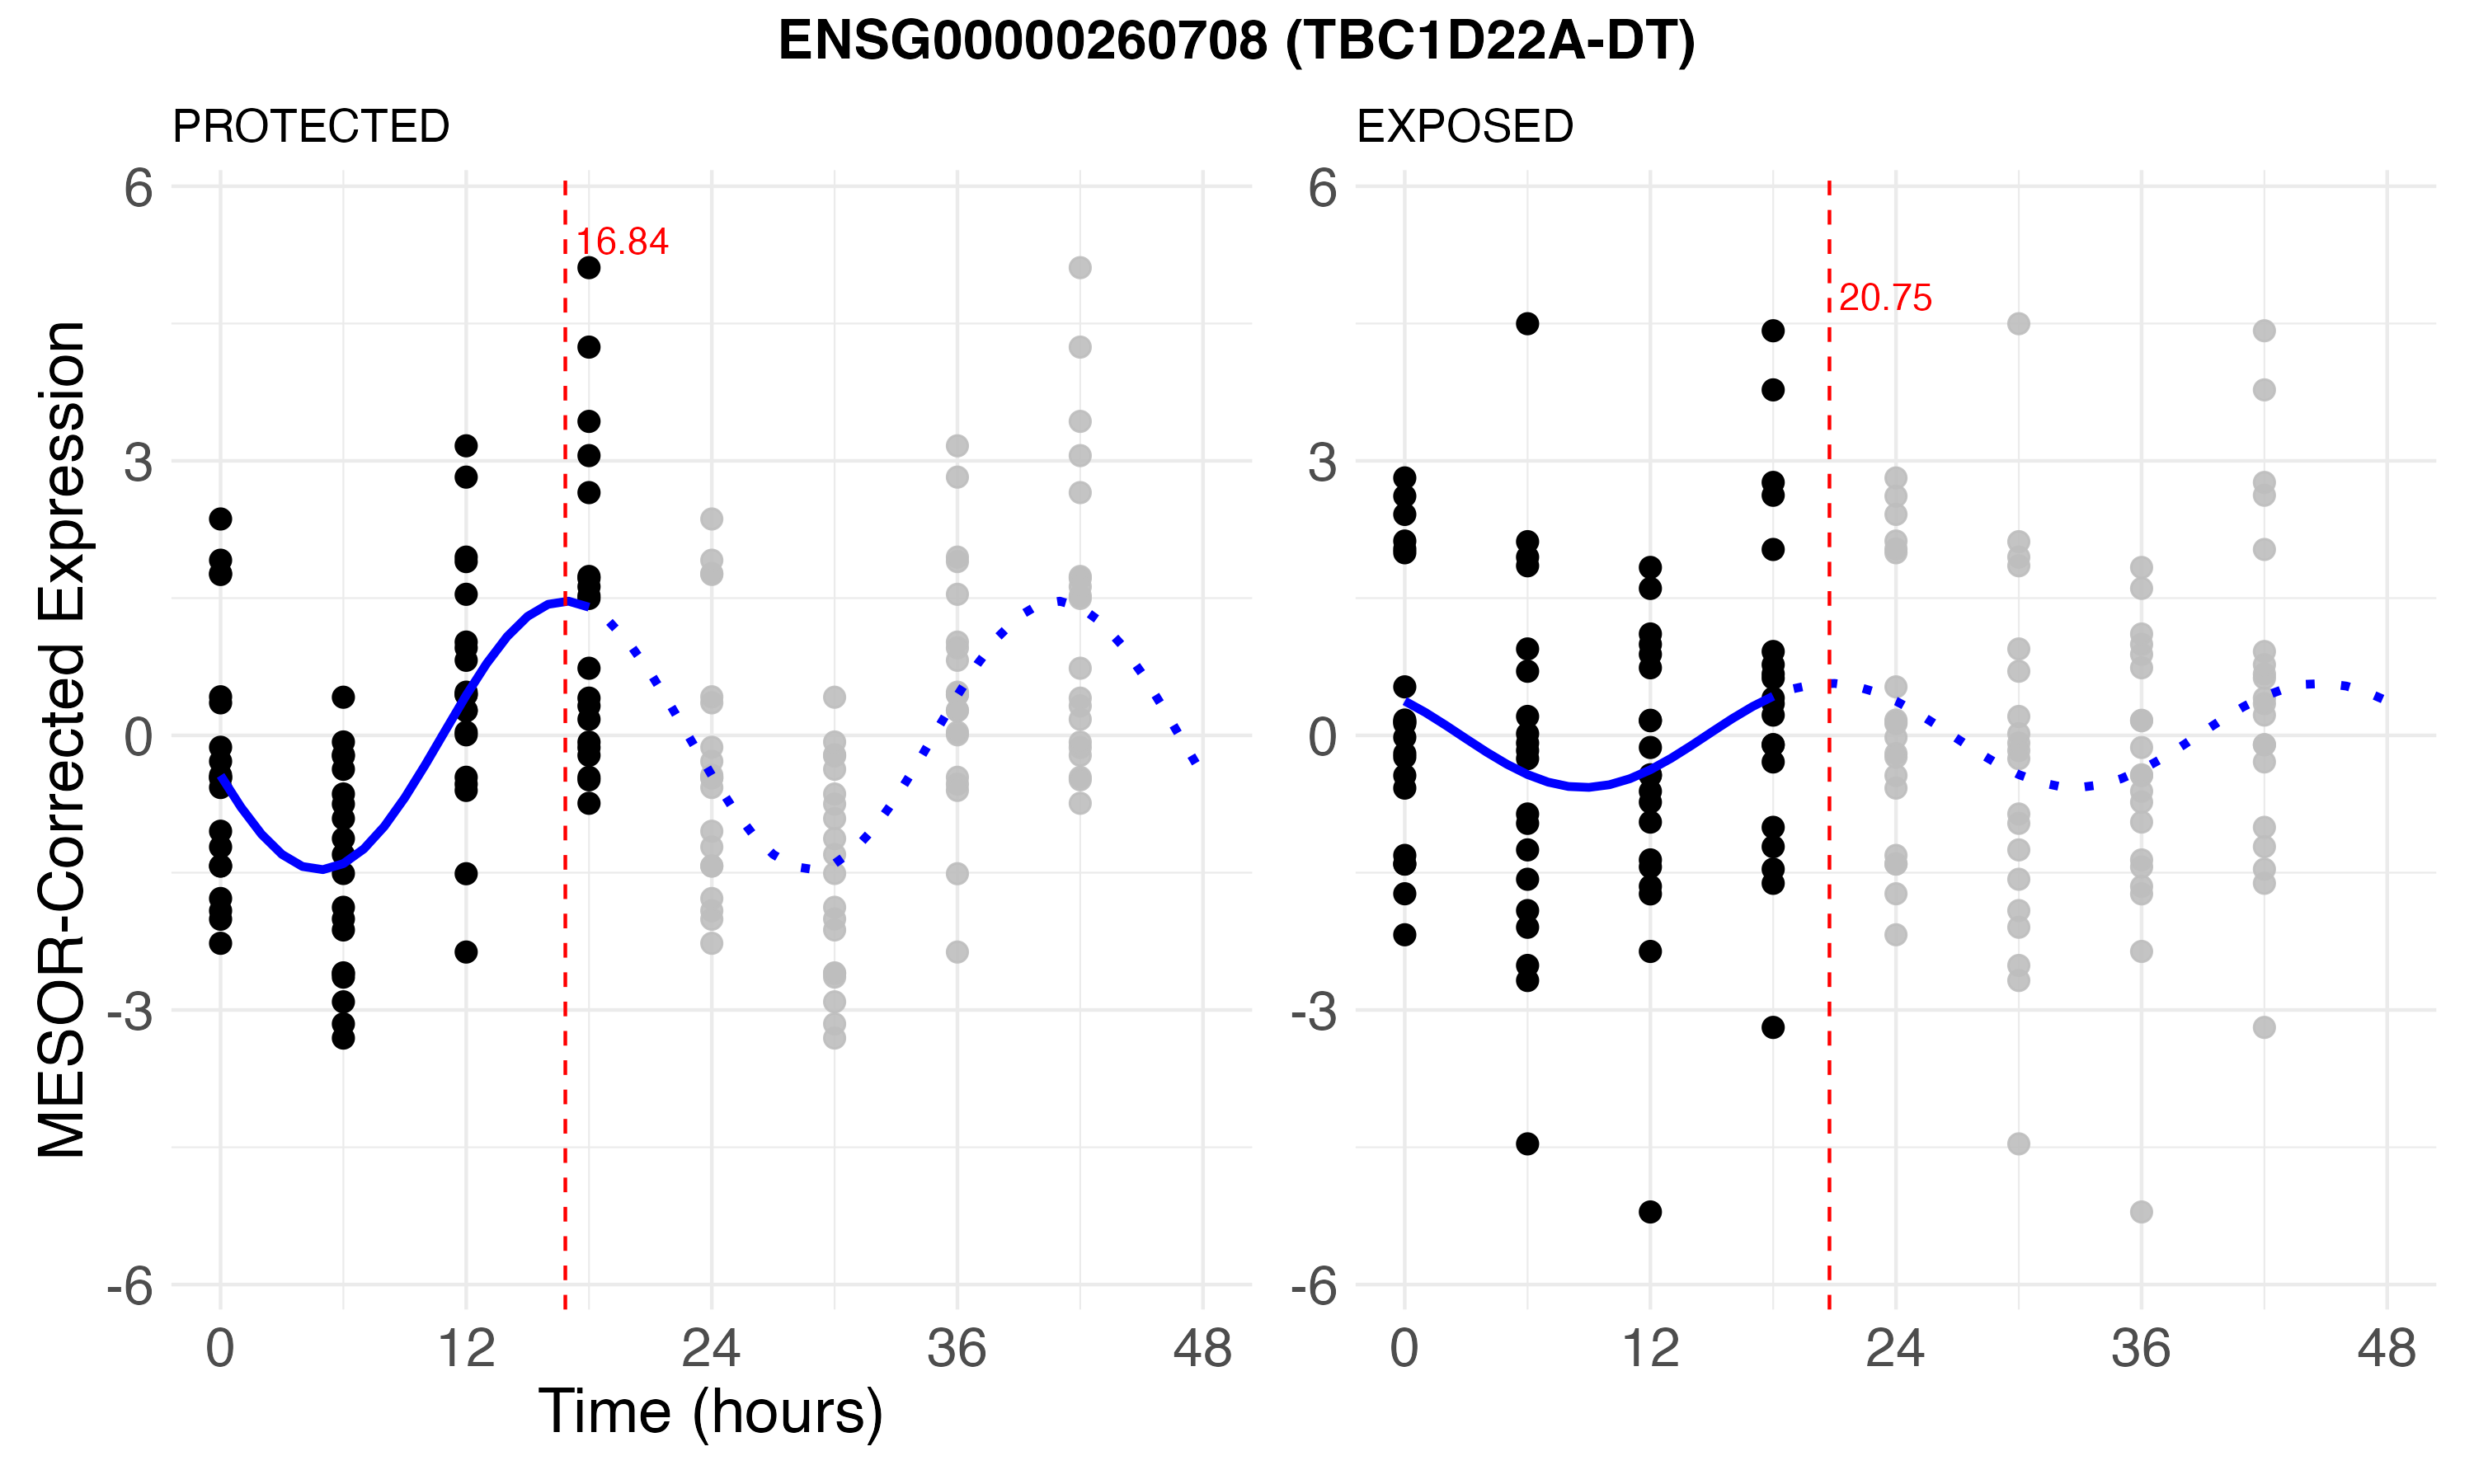 ENSG00000260708 (TBC1D22A-DT)
PROTECTED
EXPOSED
MESOR-Corrected Expression
6
3
0
-3
-6
16.84
0 12 24 36 48
6
3
0
-3
-6
20.75
0 12 24 36 48
Time (hours)